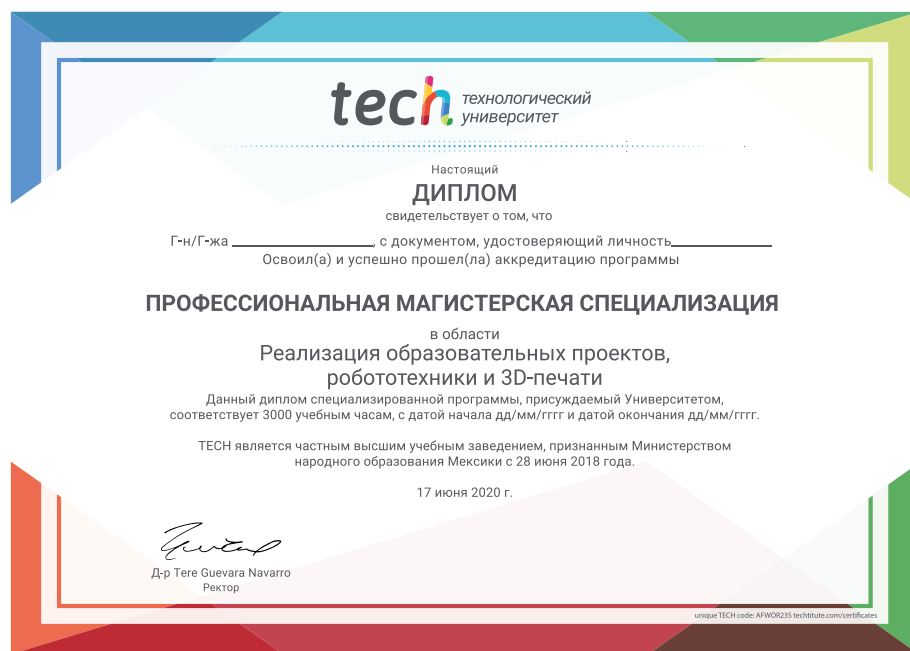 tech технологический
университет
Настоящий
ДИПЛОМ
свидетельствует о том, что
Г-н/Г-жа ____________________, с документом, удостоверяющий личность______________
Освоил(а) и успешно прошел(ла) аккредитацию программы
ПРОФЕССИОНАЛЬНАЯ МАГИСТЕРСКАЯ СПЕЦИАЛИЗАЦИЯ
в области
Реализация образовательных проектов,
робототехники и 3D-печати
Данный диплом специализированной программы, присуждаемый Университетом,
соответствует 3000 учебным часам, с датой начала дд/мм/гггг и датой окончания дд/мм/гггг.
TECH является частным высшим учебным заведением, признанным Министерством
народного образования Мексики с 28 июня 2018 года.
17 июня 2020 г.
Д-р Tere Guevara Navarro
Ректор
unique TECH code: AFWOR23S techtitute.com/certificates